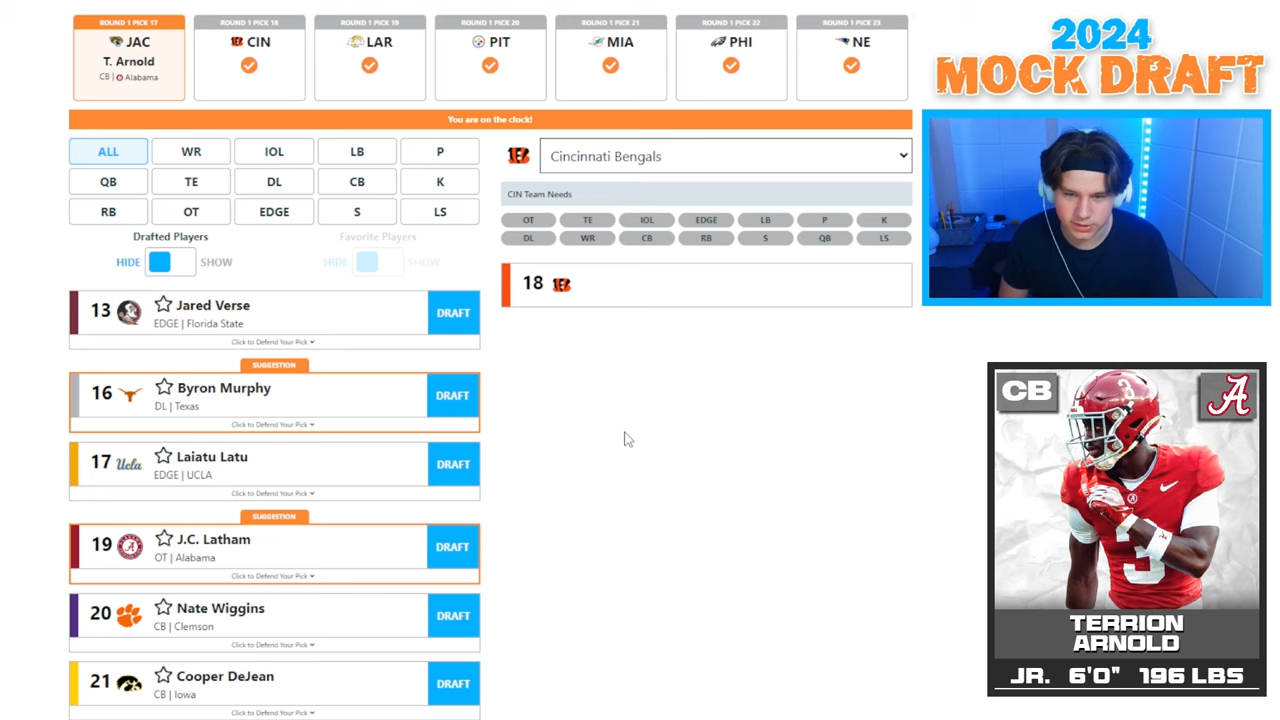 ROUND 1 PICK 17
JAC
T. Arnold
CB | Alabama
ROUND 1 PICK 18
CIN
ROUND 1 PICK 19
LAR
ROUND 1 PICK 20
PIT
ROUND 1 PICK 21
MIA
ROUND 1 PICK 22
PHI
ROUND 1 PICK 23
NE
You are on the clock!
ALL WR IOL LB P
QB TE DL CB K
RB OT EDGE S LS
Drafted Players
HIDE SHOW
Favorite Players
HIDE SHOW
13 Jared Verse
EDGE | Florida State
DRAFT
Click to Defend Your Pick
SUGGESTION
16 Byron Murphy
DL | Texas
DRAFT
Click to Defend Your Pick
17 Ucla Laiatu Latu
EDGE | UCLA
DRAFT
Click to Defend Your Pick
SUGGESTION
19 J.C. Latham
OT | Alabama
DRAFT
Click to Defend Your Pick
20 Nate Wiggins
CB | Clemson
DRAFT
Click to Defend Your Pick
21 Cooper DeJean
CB | Iowa
DRAFT
Click to Defend Your Pick
Cincinnati Bengals
CIN Team Needs
OT TE IOL EDGE LB P K
DL WR CB RB S QB LS
18
2024
MOCK DRAFT
CB
A
3
3
TERRION
ARNOLD
JR. 6'0" 196 LBS